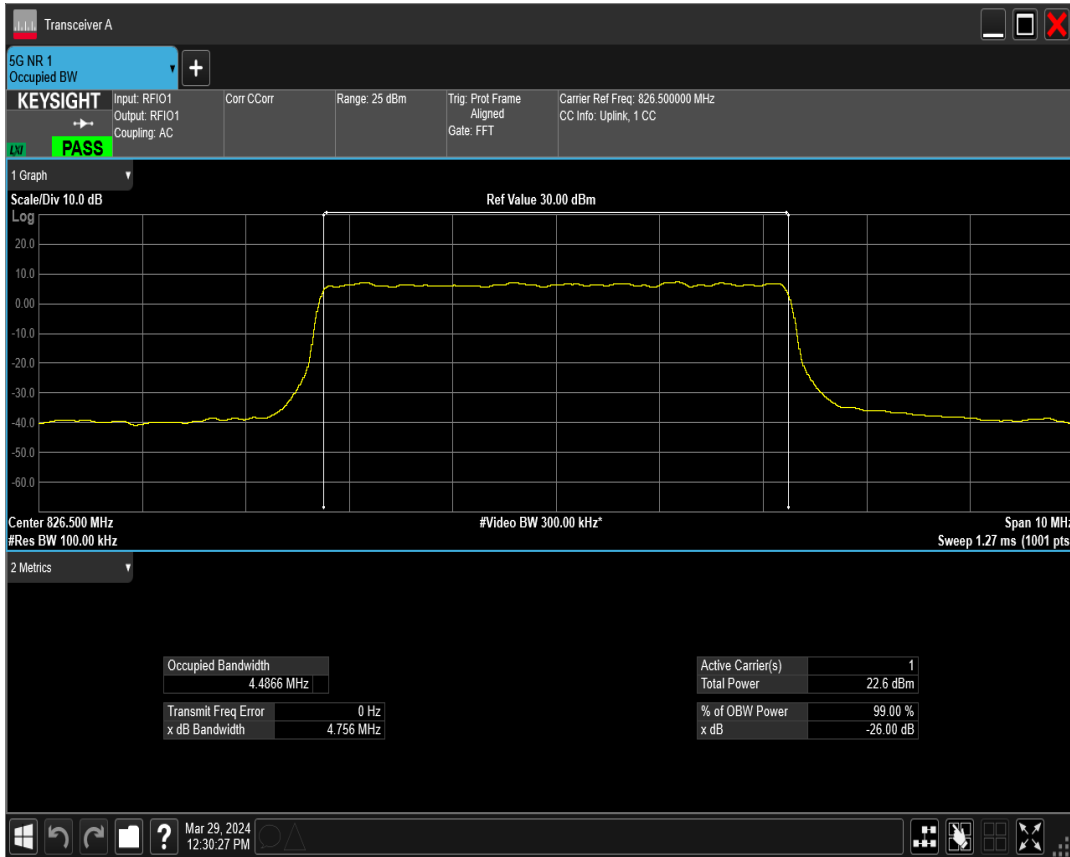 Transceiver A
5G NR 1
Occupied BW
KEYSIGHT
LXI
PASS
Input: RFIO1
Output: RFIO1
Coupling: AC
Corr CCorr
Range: 25 dBm
Trig: Prot Frame
Aligned
Gate: FFT
Carrier Ref Freq: 826.500000 MHz
CC Info: Uplink, 1 CC
1 Graph
Scale/Div 10.0 dB
Ref Value 30.00 dBm
Log
20.0
10.0
0.00
-10.0
-20.0
-30.0
-40.0
-50.0
-60.0
Center 826.500 MHz
#Video BW 300.00 kHz*
Span 10 MHz
#Res BW 100.00 kHz
Sweep 1.27 ms (1001 pts
2 Metrics
Occupied Bandwidth
4.4866 MHz
Transmit Freq Error 0 Hz
x dB Bandwidth 4.756 MHz
Active Carrier(s) 1
Total Power 22.6 dBm
% of OBW Power 99.00 %
x dB -26.00 dB
?
Mar 29, 2024
12:30:27 PM